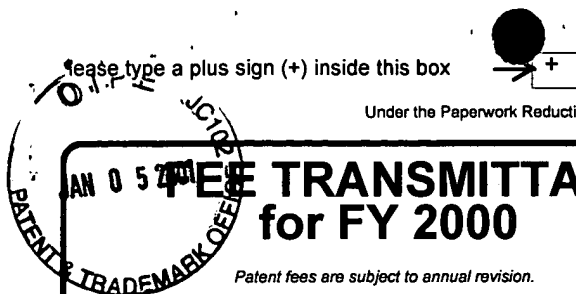 lease type a plus sign (+) inside this box → +
Under the Paperwork Reducti
JAN 0 5 2001
FEE TRANSMITTA
for FY 2000
PATENT & TRADEMARK OFFICE
Patent fees are subject to annual revision.